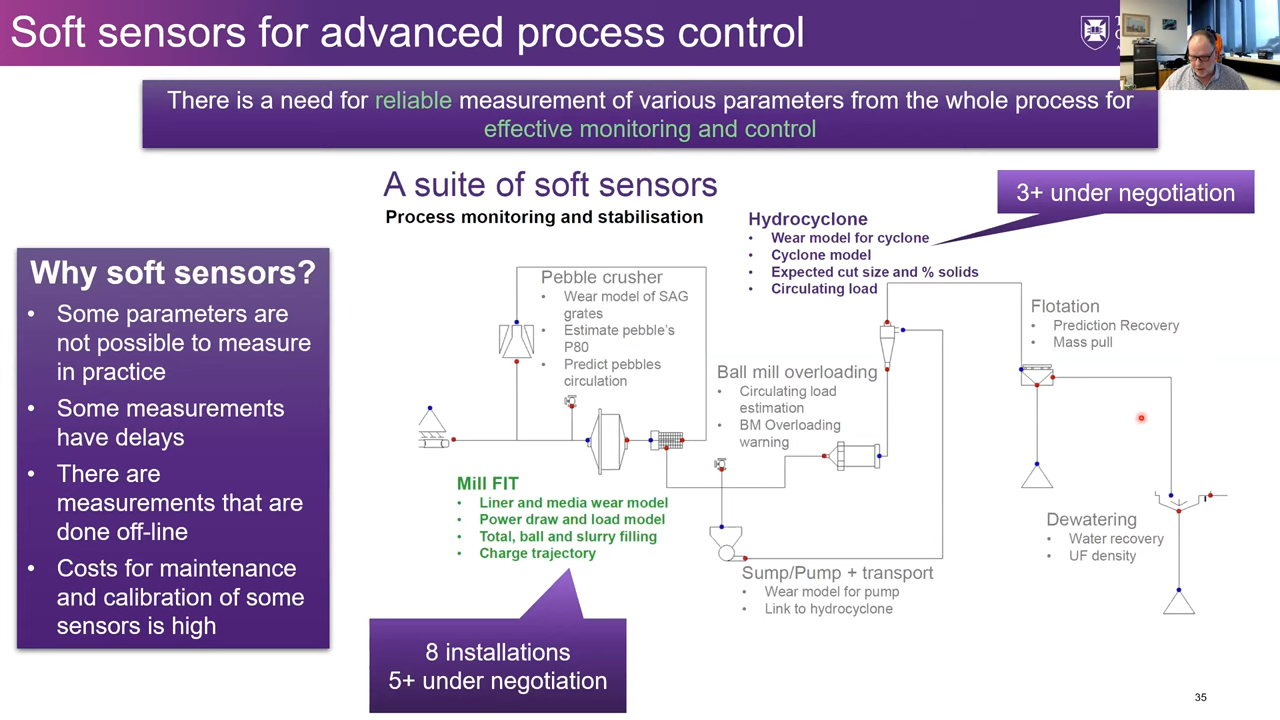 Soft sensors for advanced process control
There is a need for reliable measurement of various parameters from the whole process for
effective monitoring and control
A suite of soft sensors
Process monitoring and stabilisation
3+ under negotiation
Hydrocyclone
• Wear model for cyclone
• Cyclone model
• Expected cut size and % solids
• Circulating load
Why soft sensors?
• Some parameters are
not possible to measure
in practice
• Some measurements
have delays
• There are
measurements that are
done off-line
• Costs for maintenance
and calibration of some
sensors is high
Pebble crusher
• Wear model of SAG
grates
• Estimate pebble's
P80
• Predict pebbles
circulation
Ball mill overloading
• Circulating load
estimation
• BM Overloading
warning
Flotation
• Prediction Recovery
• Mass pull
Mill FIT
• Liner and media wear model
• Power draw and load model
• Total, ball and slurry filling
• Charge trajectory
Sump/Pump + transport
• Wear model for pump
• Link to hydrocyclone
Dewatering
• Water recovery
• UF density
8 installations
5+ under negotiation
35